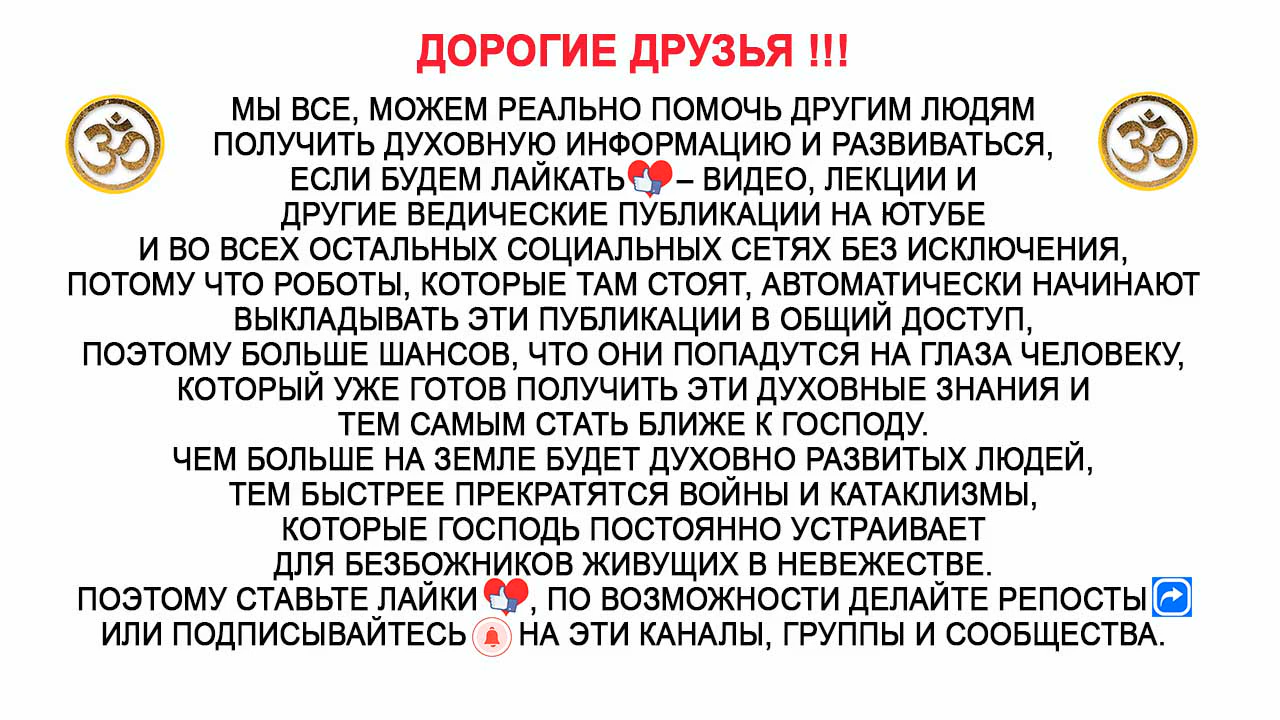 ДОРОГИЕ ДРУЗЬЯ !!!
МЫ ВСЕ, МОЖЕМ РЕАЛЬНО ПОМОЧЬ ДРУГИМ ЛЮДЯМ
ПОЛУЧИТЬ ДУХОВНУЮ ИНФОРМАЦИЮ И РАЗВИВАТЬСЯ,
ЕСЛИ БУДЕМ ЛАЙКАТЬ – ВИДЕО, ЛЕКЦИИ И
ДРУГИЕ ВЕДИЧЕСКИЕ ПУБЛИКАЦИИ НА ЮТУБЕ
И ВО ВСЕХ ОСТАЛЬНЫХ СОЦИАЛЬНЫХ СЕТЯХ БЕЗ ИСКЛЮЧЕНИЯ,
ПОТОМУ ЧТО РОБОТЫ, КОТОРЫЕ ТАМ СТОЯТ, АВТОМАТИЧЕСКИ НАЧИНАЮТ
ВЫКЛАДЫВАТЬ ЭТИ ПУБЛИКАЦИИ В ОБЩИЙ ДОСТУП,
ПОЭТОМУ БОЛЬШЕ ШАНСОВ, ЧТО ОНИ ПОПАДУТСЯ НА ГЛАЗА ЧЕЛОВЕКУ,
КОТОРЫЙ УЖЕ ГОТОВ ПОЛУЧИТЬ ЭТИ ДУХОВНЫЕ ЗНАНИЯ И
ТЕМ САМЫМ СТАТЬ БЛИЖЕ К ГОСПОДУ.
ЧЕМ БОЛЬШЕ НА ЗЕМЛЕ БУДЕТ ДУХОВНО РАЗВИТЫХ ЛЮДЕЙ,
ТЕМ БЫСТРЕЕ ПРЕКРАТЯТСЯ ВОЙНЫ И КАТАКЛИЗМЫ,
КОТОРЫЕ ГОСПОДЬ ПОСТОЯННО УСТРАИВАЕТ
ДЛЯ БЕЗБОЖНИКОВ ЖИВУЩИХ В НЕВЕЖЕСТВЕ.
ПОЭТОМУ СТАВЬТЕ ЛАЙКИ , ПО ВОЗМОЖНОСТИ ДЕЛАЙТЕ РЕПОСТЫ
ИЛИ ПОДПИСЫВАЙТЕСЬ НА ЭТИ КАНАЛЫ, ГРУППЫ И СООБЩЕСТВА.
ॐ
ॐ